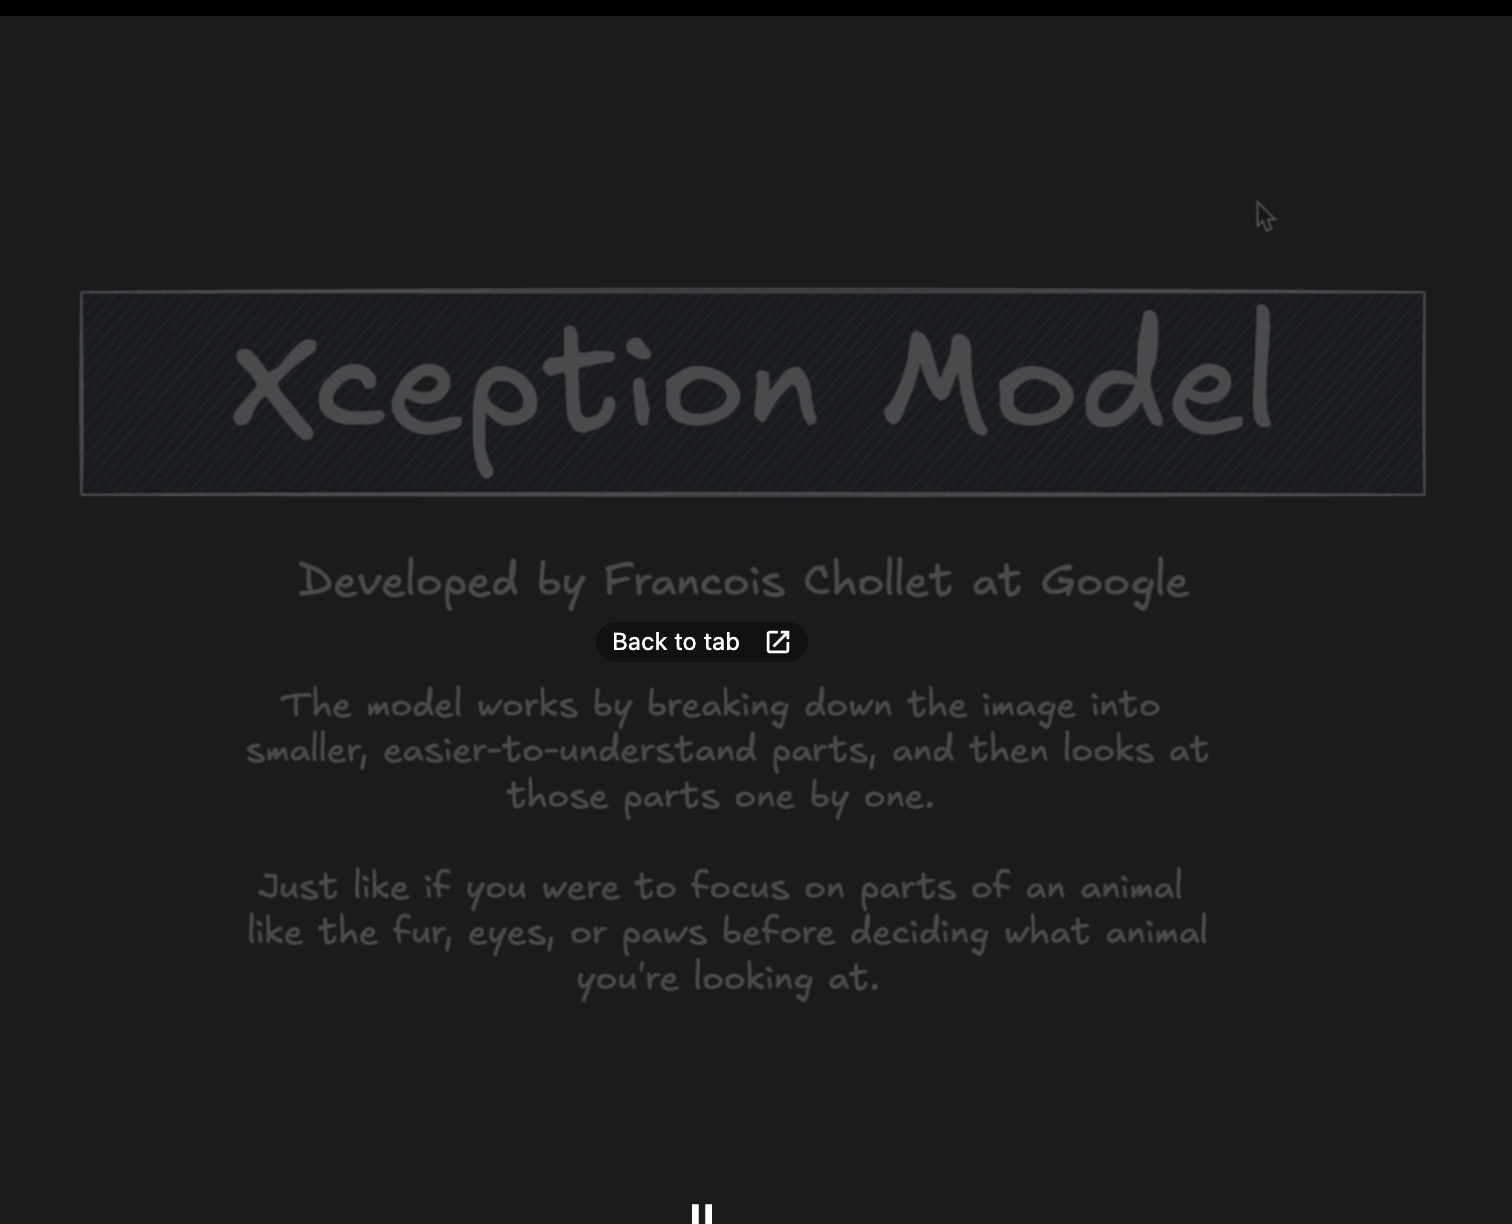 Xception Model
Developed by Francois Chollet at Google
Back to tab
The model works by breaking down the image into
smaller, easier-to-understand parts, and then looks at
those parts one by one.
Just like if you were to focus on parts of an animal
like the fur, eyes, or paws before deciding what animal
you're looking at.